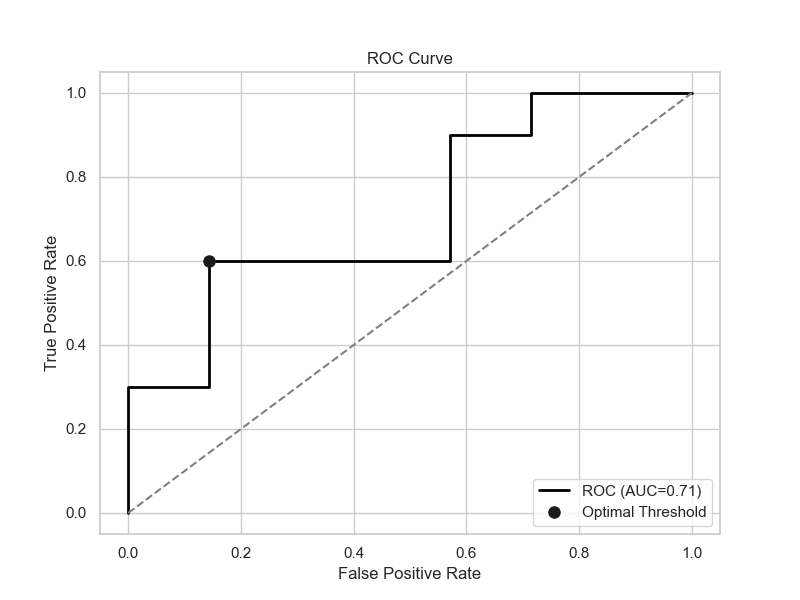 ROC Curve
True Positive Rate
1.0
0.8
0.6
0.4
0.2
0.0
ROC (AUC=0.71)
Optimal Threshold
0.0 0.2 0.4 0.6 0.8 1.0
False Positive Rate